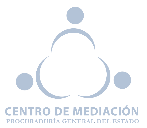 CENTRO DE MEDIACIÓN
PROCURADURÍA GENERAL DEL ESTADO